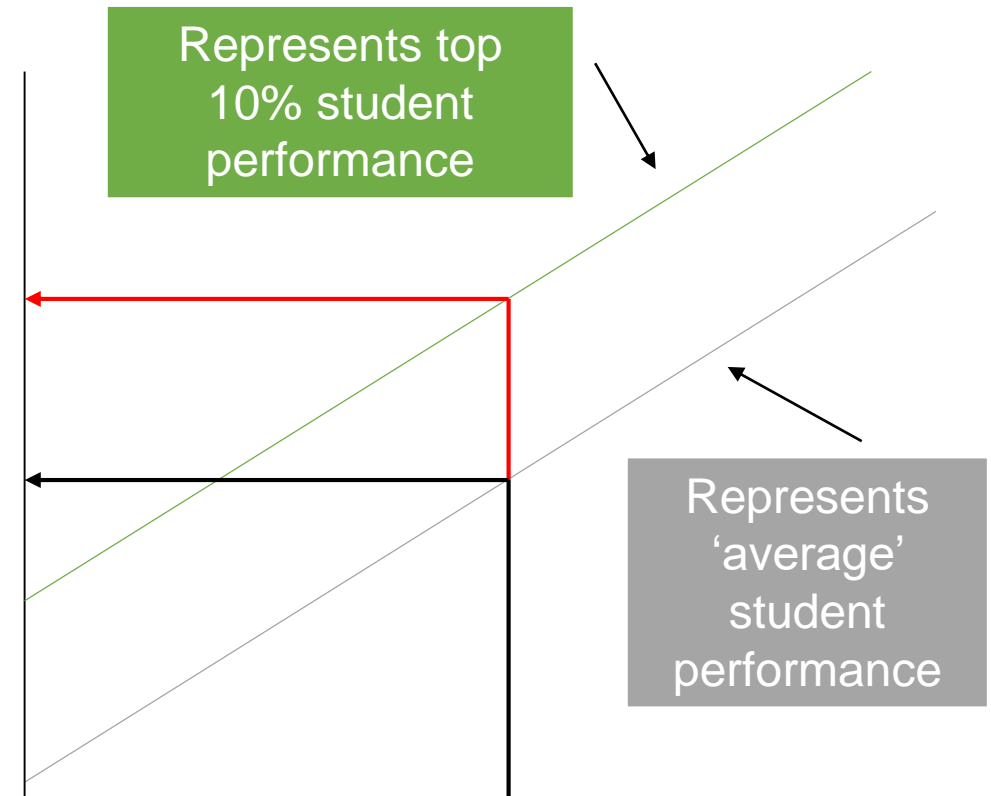 Represents top
10% student
performance
Represents
‘average’
student
performance